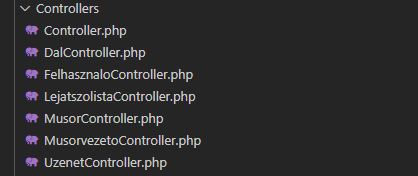 Controllers
Controller.php
DalController.php
FelhasznaloController.php
LejatszolistaController.php
MusorController.php
MusorvezetoController.php
UzenetController.php